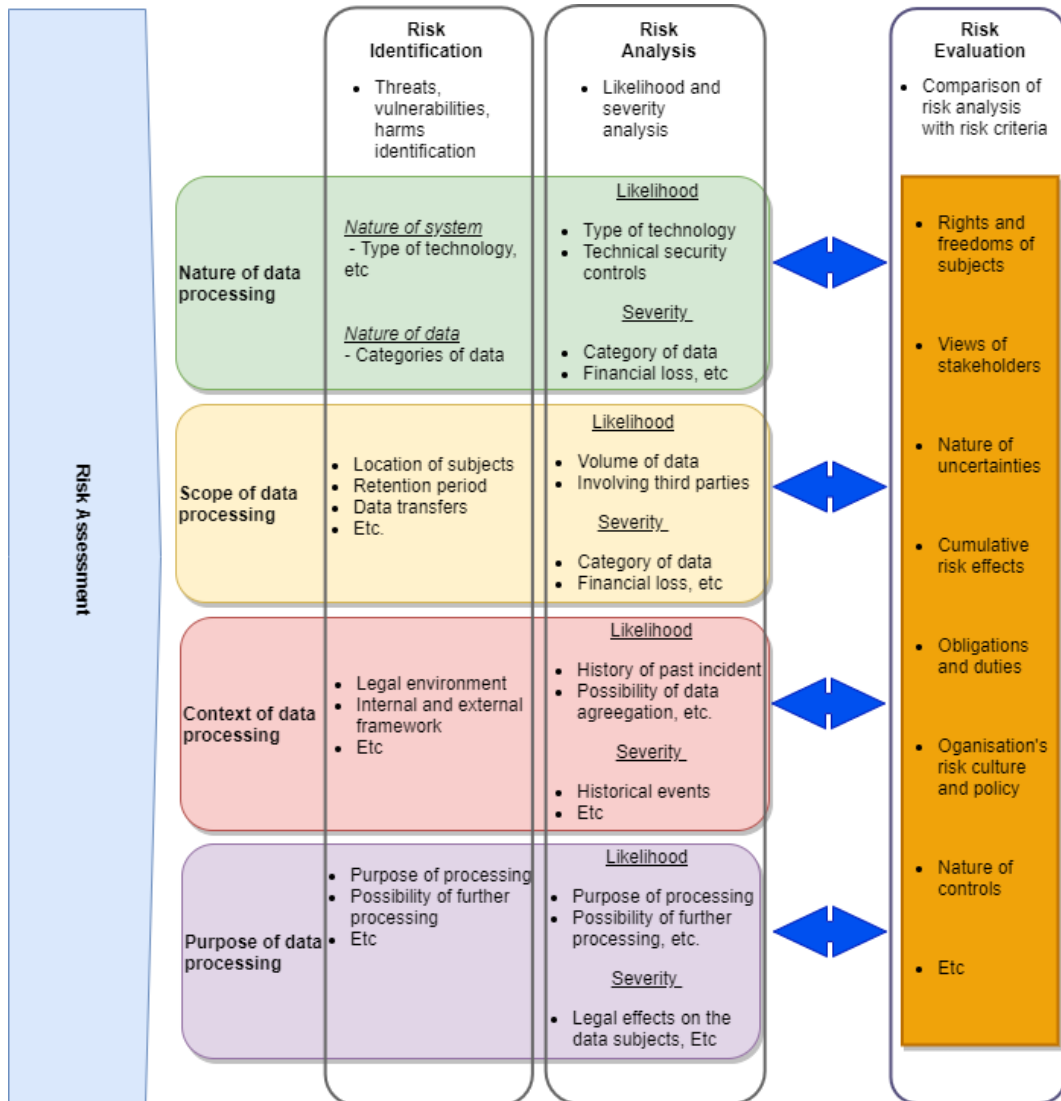 Risk Assessment
Risk
Identification
• Threats,
vulnerabilities,
harms
identification
Risk
Analysis
• Likelihood and
severity
analysis
Risk
Evaluation
• Comparison of
risk analysis
with risk criteria
Nature of data
processing
Nature of system
- Type of technology,
etc
Nature of data
- Categories of data
Likelihood
• Type of technology
• Technical security
controls
Severity
• Category of data
• Financial loss, etc
Scope of data
processing
• Location of subjects
• Retention period
• Data transfers
• Etc.
Likelihood
• Volume of data
• Involving third parties
Severity
• Category of data
• Financial loss, etc
Context of data
processing
• Legal environment
• Internal and external
framework
• Etc
Likelihood
• History of past incident
• Possibility of data
agreegation, etc.
Severity
• Historical events
• Etc
Purpose of data
processing
• Purpose of processing
• Possibility of further
processing
• Etc
Likelihood
• Purpose of processing
• Possibility of further
processing, etc.
Severity
• Legal effects on the
data subjects, Etc
• Rights and
freedoms of
subjects
• Views of
stakeholders
• Nature of
uncertainties
• Cumulative
risk effects
• Obligations
and duties
• Oganisation's
risk culture
and policy
• Nature of
controls
• Etc